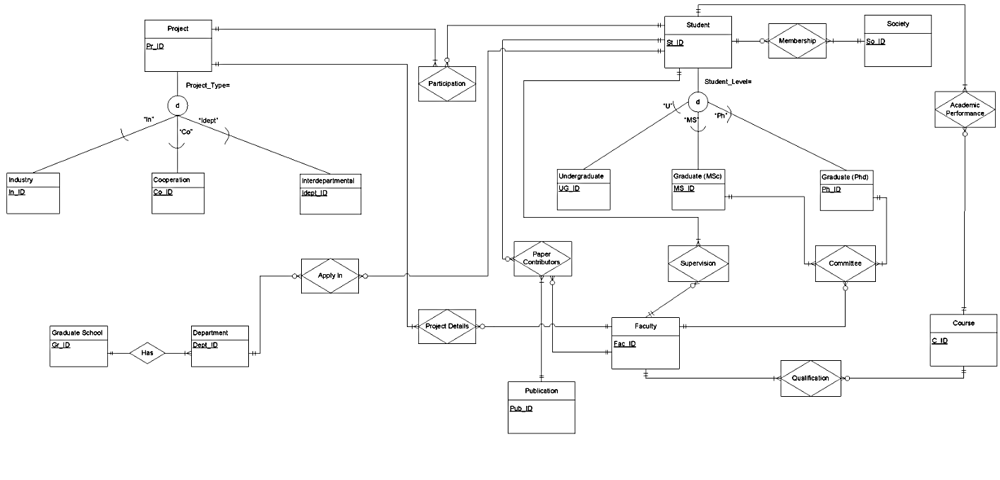 Project
Pr_ID
Student
St_ID
Society
So_ID
Membership
Participation
Project_Type=
d
"In"
"Co"
"Idept"
Student_Level=
d
"U"
"MS"
"Ph"
Academic
Performance
Industry
In_ID
Cooperation
Co_ID
Interdepartmental
Idept_ID
Undergraduate
UG_ID
Graduate (MSc)
MS_ID
Graduate (Phd)
Ph_ID
Apply In
Paper
Contributors
Supervision
Committee
Graduate School
Gr_ID
Has
Department
Dept_ID
Project Details
Faculty
Fac_ID
Course
C_ID
Qualification
Publication
Pub_ID